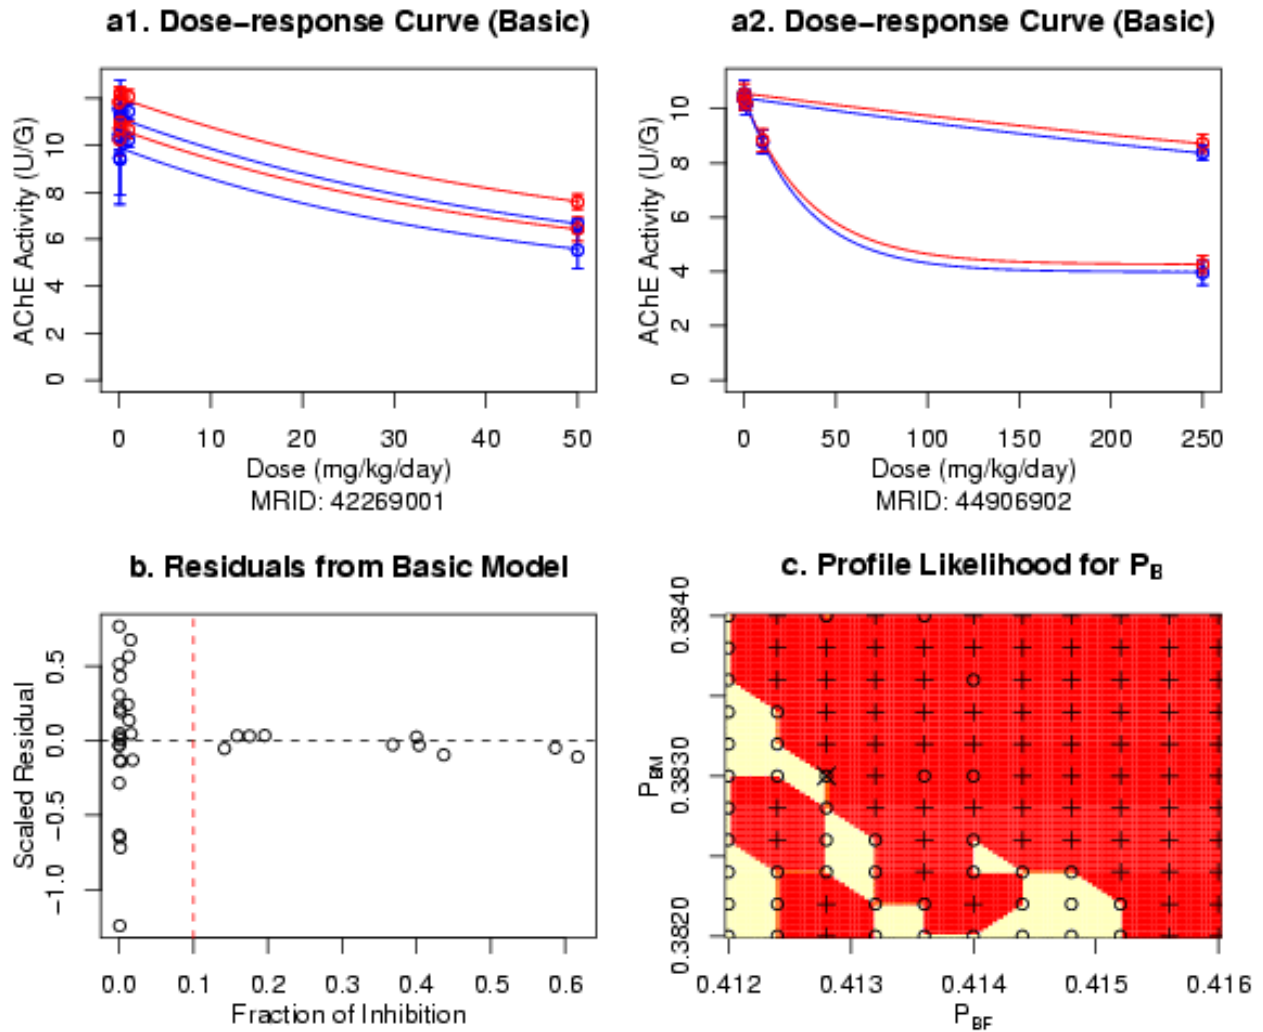 a1. Dose−response Curve (Basic)
AChE Activity (U/G)
0 2 4 6 8 10
0 10 20 30 40 50
Dose (mg/kg/day)
MRID: 42269001
a2. Dose−response Curve (Basic)
AChE Activity (U/G)
0 2 4 6 8 10
0 50 100 150 200 250
Dose (mg/kg/day)
MRID: 44906902
b. Residuals from Basic Model
Scaled Residual
−1.0 −0.5 0.0 0.5
0.0 0.1 0.2 0.3 0.4 0.5 0.6
Fraction of Inhibition
c. Profile Likelihood for PB
PBM
0.3820 0.3830 0.3840
0.412 0.413 0.414 0.415 0.416
PBF